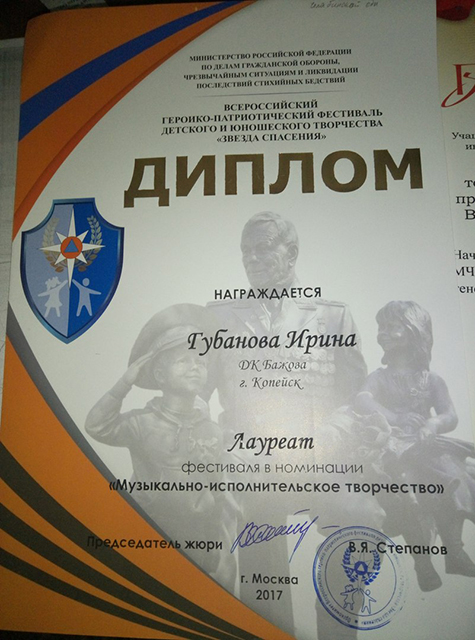 МИНИСТЕРСТВО РОССИЙСКОЙ ФЕДЕРАЦИИ
ПО ДЕЛАМ ГРАЖДАНСКОЙ ОБОРОНЫ,
ЧРЕЗВЫЧАЙНЫМ СИТУАЦИЯМ И ЛИКВИДАЦИИ
ПОСЛЕДСТВИЙ СТИХИЙНЫХ БЕДСТВИЙ
ВСЕРОССИЙСКИЙ
ГЕРОИКО-ПАТРИОТИЧЕСКИЙ ФЕСТИВАЛЬ
ДЕТСКОГО И ЮНОШЕСКОГО ТВОРЧЕСТВА
«ЗВЕЗДА СПАСЕНИЯ»
ДИПЛОМ
НАГРАЖДАЕТСЯ
Губанова Ирина
ДК Бажова
г. Копейск
Лауреат
фестиваля в номинации
«Музыкально-исполнительское творчество»
Председатель жюри
В.Я. Степанов
г. Москва
2017